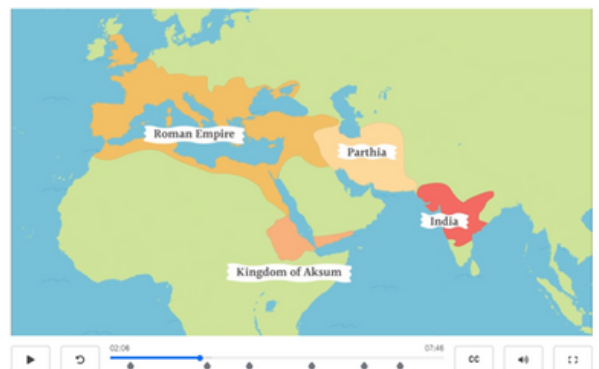 Roman Empire
Parthia
India
Kingdom of Aksum
02:06 07:46
CC